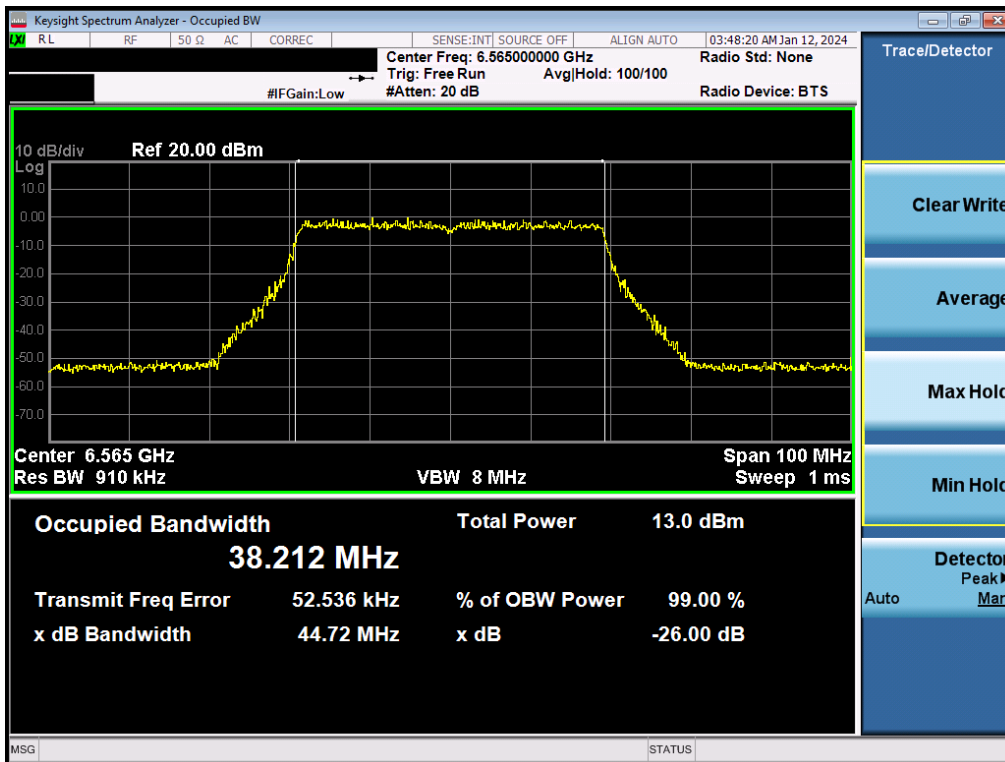 Keysight Spectrum Analyzer - Occupied BW
LXI RL RF 50 Ω AC CORREC SENSE:INT SOURCE OFF ALIGN AUTO 03:48:20 AM Jan 12, 2024
Center Freq: 6.565000000 GHz Radio Std: None
Trig: Free Run Avg|Hold: 100/100
#IFGain:Low #Atten: 20 dB Radio Device: BTS
Trace/Detector
10 dB/div Ref 20.00 dBm
Log
10.0
0.00
-10.0
-20.0
-30.0
-40.0
-50.0
-60.0
-70.0
Center 6.565 GHz Span 100 MHz
Res BW 910 kHz VBW 8 MHz Sweep 1 ms
Occupied Bandwidth Total Power 13.0 dBm
38.212 MHz
Transmit Freq Error 52.536 kHz % of OBW Power 99.00 %
x dB Bandwidth 44.72 MHz x dB -26.00 dB
Clear Write
Average
Max Hold
Min Hold
Detector
Peak
Auto Man
MSG STATUS